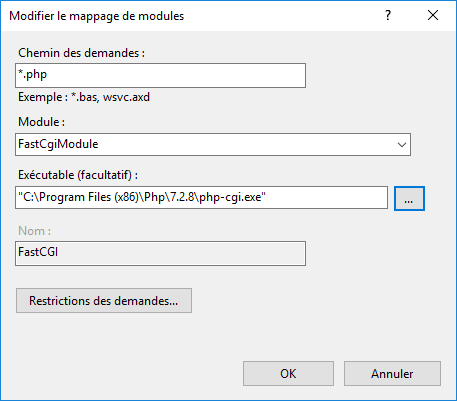 Modifier le mappage de modules
Chemin des demandes :
*.php
Exemple : *.bas, wsvc.axd
Module :
FastCgiModule
Exécutable (facultatif) :
"C:\Program Files (x86)\Php\7.2.8\php-cgi.exe"
...
Nom :
FastCGI
Restrictions des demandes...
OK
Annuler